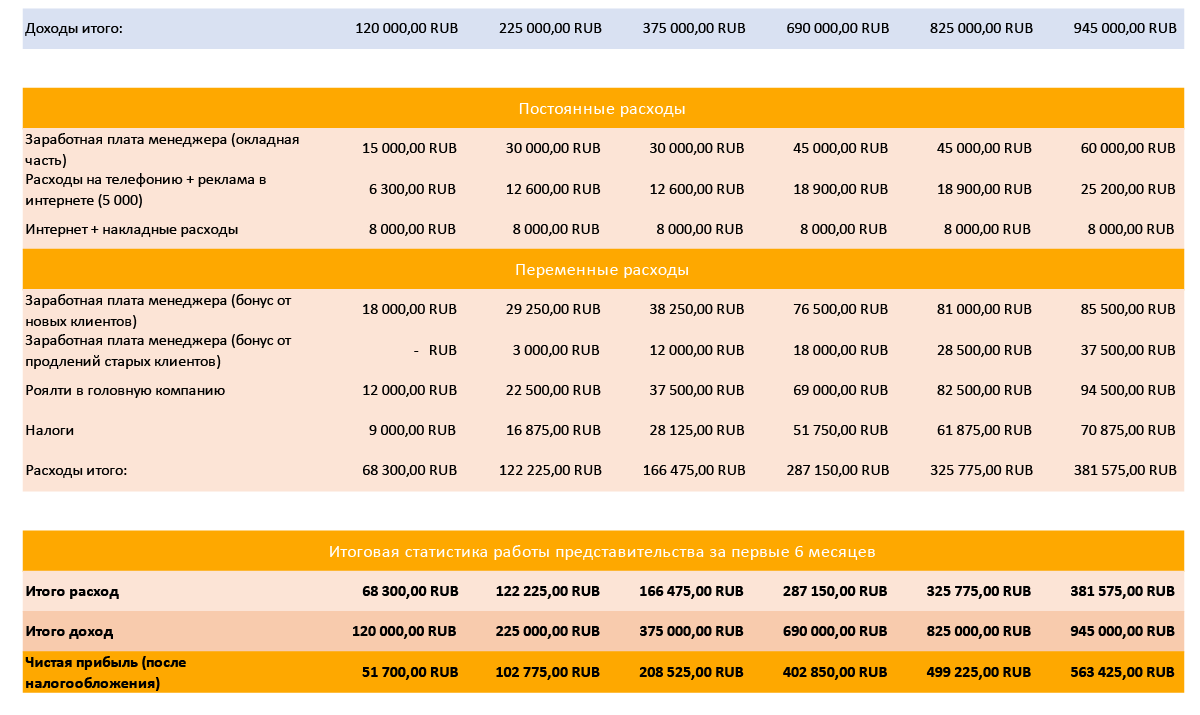 Доходы итого: 120 000,00 RUB 225 000,00 RUB 375 000,00 RUB 690 000,00 RUB 825 000,00 RUB 945 000,00 RUB
Постоянные расходы
Заработная плата менеджера (окладная
часть) 15 000,00 RUB 30 000,00 RUB 30 000,00 RUB 45 000,00 RUB 45 000,00 RUB 60 000,00 RUB
Расходы на телефонию + реклама в
интернете (5 000) 6 300,00 RUB 12 600,00 RUB 12 600,00 RUB 18 900,00 RUB 18 900,00 RUB 25 200,00 RUB
Интернет + накладные расходы 8 000,00 RUB 8 000,00 RUB 8 000,00 RUB 8 000,00 RUB 8 000,00 RUB 8 000,00 RUB
Переменные расходы
Заработная плата менеджера (бонус от
новых клиентов) 18 000,00 RUB 29 250,00 RUB 38 250,00 RUB 76 500,00 RUB 81 000,00 RUB 85 500,00 RUB
Заработная плата менеджера (бонус от
продлений старых клиентов) - RUB 3 000,00 RUB 12 000,00 RUB 18 000,00 RUB 28 500,00 RUB 37 500,00 RUB
Роялти в головную компанию 12 000,00 RUB 22 500,00 RUB 37 500,00 RUB 69 000,00 RUB 82 500,00 RUB 94 500,00 RUB
Налоги 9 000,00 RUB 16 875,00 RUB 28 125,00 RUB 51 750,00 RUB 61 875,00 RUB 70 875,00 RUB
Расходы итого: 68 300,00 RUB 122 225,00 RUB 166 475,00 RUB 287 150,00 RUB 325 775,00 RUB 381 575,00 RUB
Итоговая статистика работы представительства за первые 6 месяцев
Итого расход 68 300,00 RUB 122 225,00 RUB 166 475,00 RUB 287 150,00 RUB 325 775,00 RUB 381 575,00 RUB
Итого доход 120 000,00 RUB 225 000,00 RUB 375 000,00 RUB 690 000,00 RUB 825 000,00 RUB 945 000,00 RUB
Чистая прибыль (после
налогообложения) 51 700,00 RUB 102 775,00 RUB 208 525,00 RUB 402 850,00 RUB 499 225,00 RUB 563 425,00 RUB